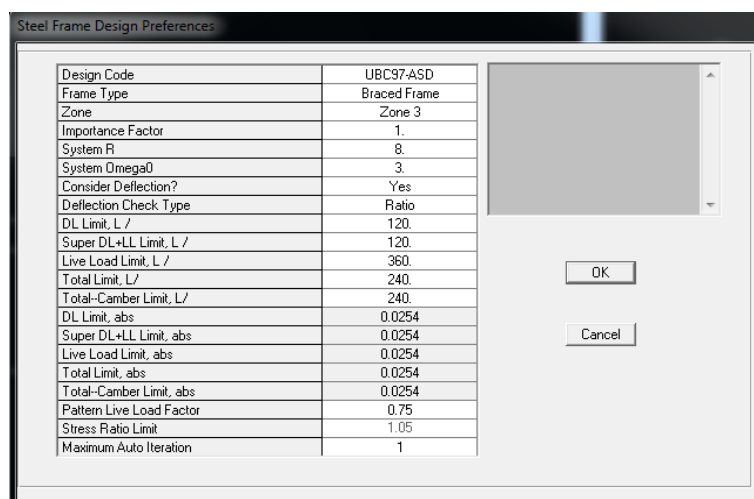 Steel Frame Design Preferences
Design Code UBC97-ASD
Frame Type Braced Frame
Zone Zone 3
Importance Factor 1.
System R 8.
System Omega0 3.
Consider Deflection? Yes
Deflection Check Type Ratio
DL Limit, L / 120.
Super DL+LL Limit, L / 120.
Live Load Limit, L / 360.
Total Limit, L/ 240.
Total--Camber Limit, L/ 240.
DL Limit, abs 0.0254
Super DL+LL Limit, abs 0.0254
Live Load Limit, abs 0.0254
Total Limit, abs 0.0254
Total--Camber Limit, abs 0.0254
Pattern Live Load Factor 0.75
Stress Ratio Limit 1.05
Maximum Auto Iteration 1
OK
Cancel